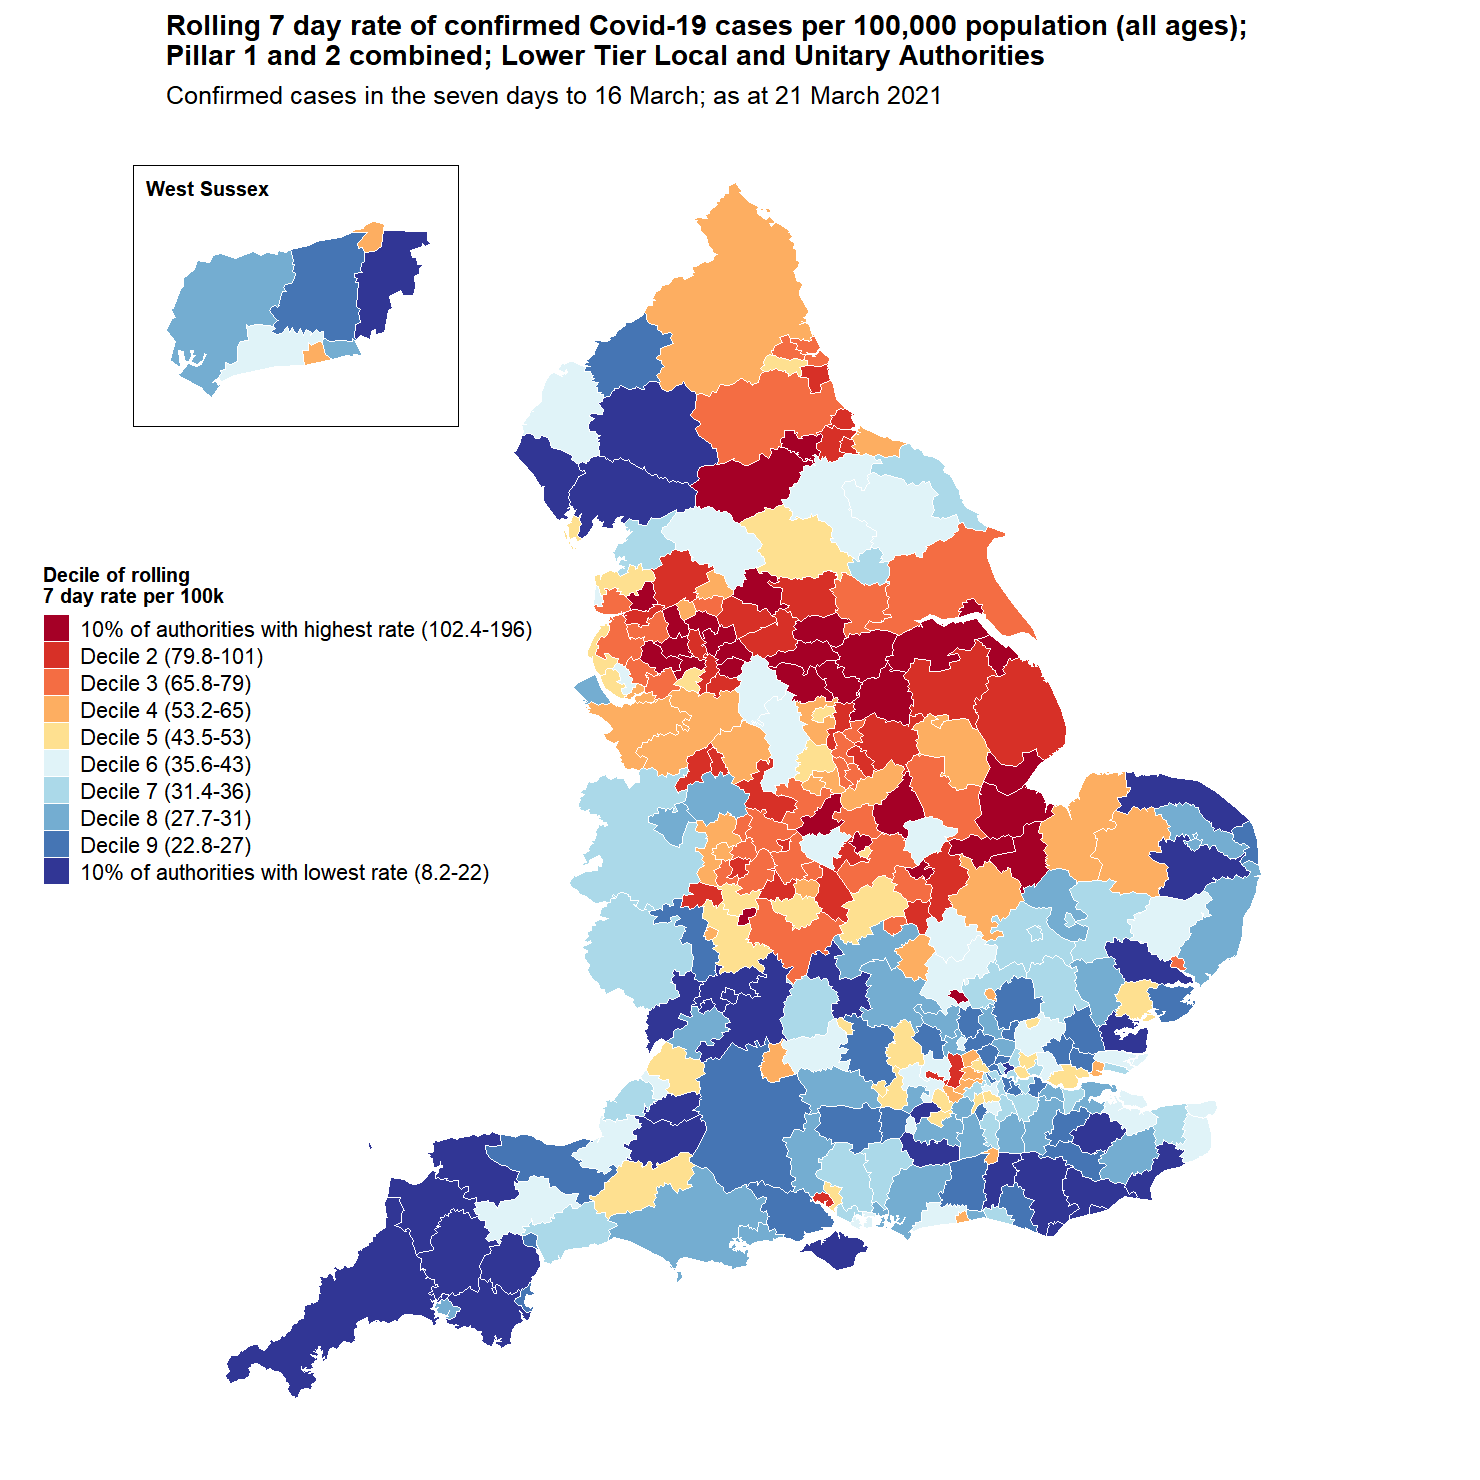 Rolling 7 day rate of confirmed Covid-19 cases per 100,000 population (all ages);
Pillar 1 and 2 combined; Lower Tier Local and Unitary Authorities
Confirmed cases in the seven days to 16 March; as at 21 March 2021
West Sussex
Decile of rolling
7 day rate per 100k
10% of authorities with highest rate (102.4-196)
Decile 2 (79.8-101)
Decile 3 (65.8-79)
Decile 4 (53.2-65)
Decile 5 (43.5-53)
Decile 6 (35.6-43)
Decile 7 (31.4-36)
Decile 8 (27.7-31)
Decile 9 (22.8-27)
10% of authorities with lowest rate (8.2-22)